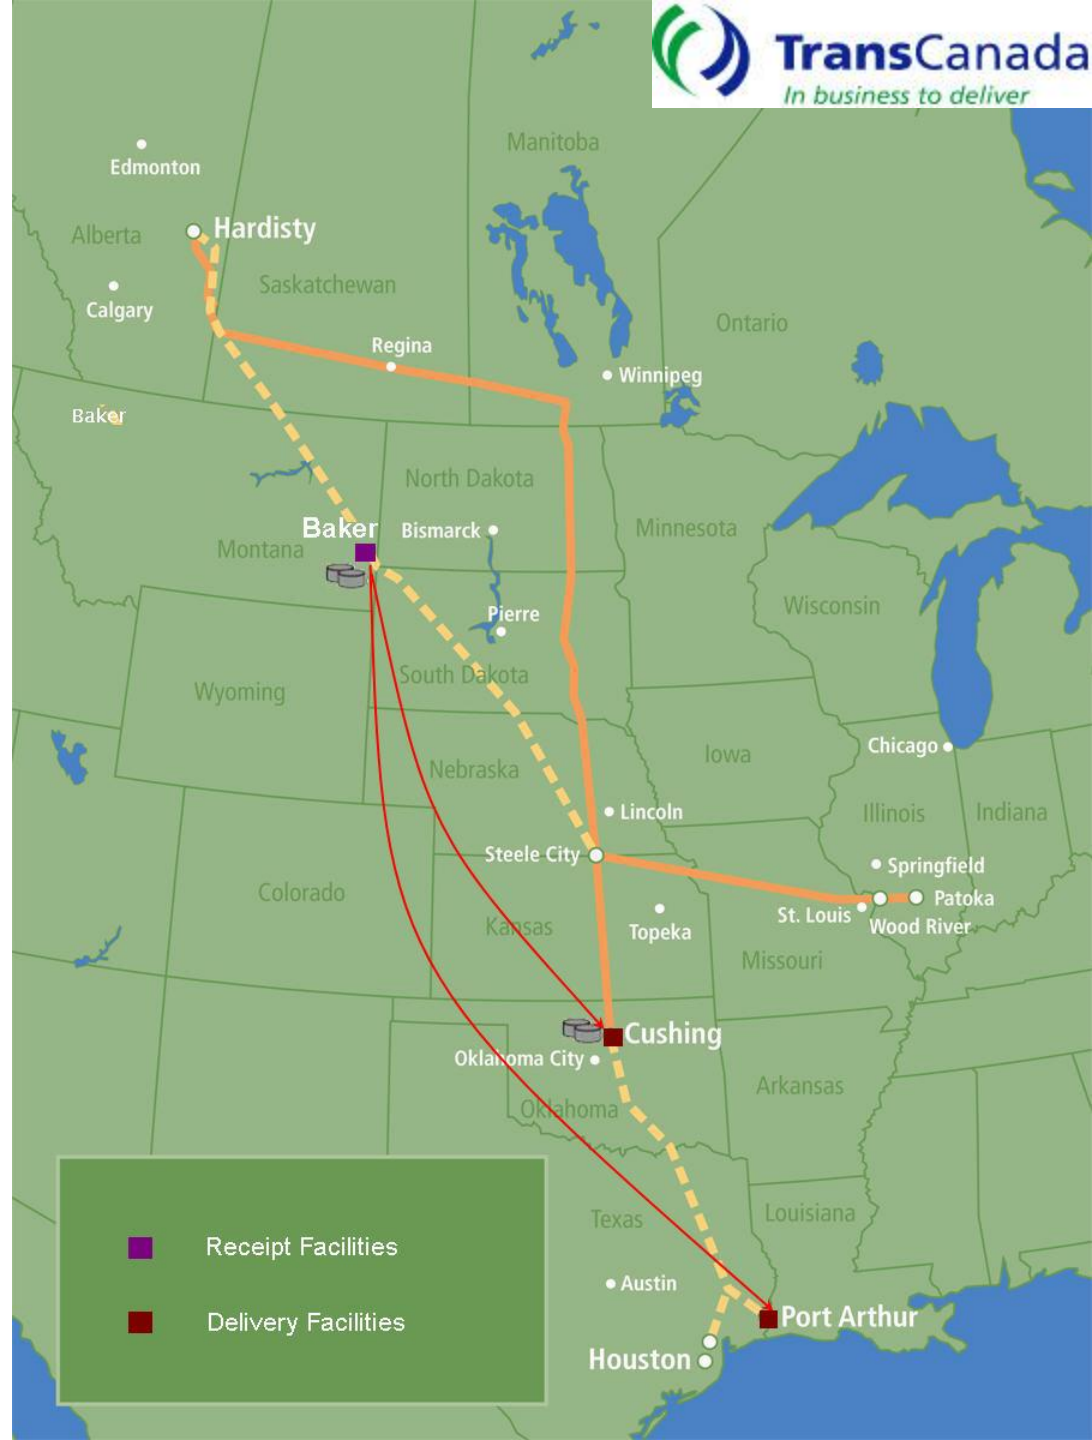 TransCanada
In business to deliver
Manitoba
Edmonton
Hardisty
Alberta
Saskatchewan
Calgary
Ontario
Regina
Winnipeg
Baker
North Dakota
Baker
Bismarck
Minnesota
Montana
Wisconsin
Pierre
South Dakota
Wyoming
Chicago
Iowa
Nebraska
Lincoln
Illinois
Indiana
Steele City
Springfield
Colorado
Patoka
St. Louis
Wood River
Kansas
Topeka
Missouri
Cushing
Oklahoma City
Arkansas
Oklahoma
Texas
Louisiana
Receipt Facilities
Austin
Port Arthur
Delivery Facilities
Houston